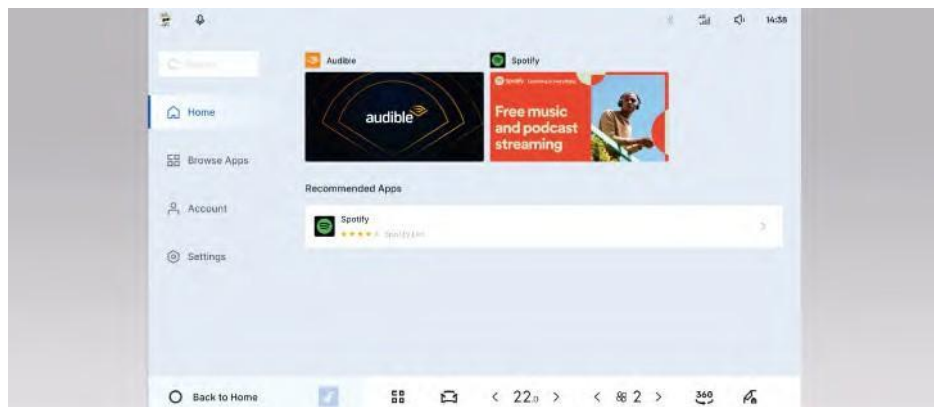 14:38
Audible
Spotify
Home
audible
Spotify
Free music
and podcast
streaming
Browse Apps
Recommended Apps
Account
Spotify
Settings
Back to Home
< 22.0 >
< 2 >
360